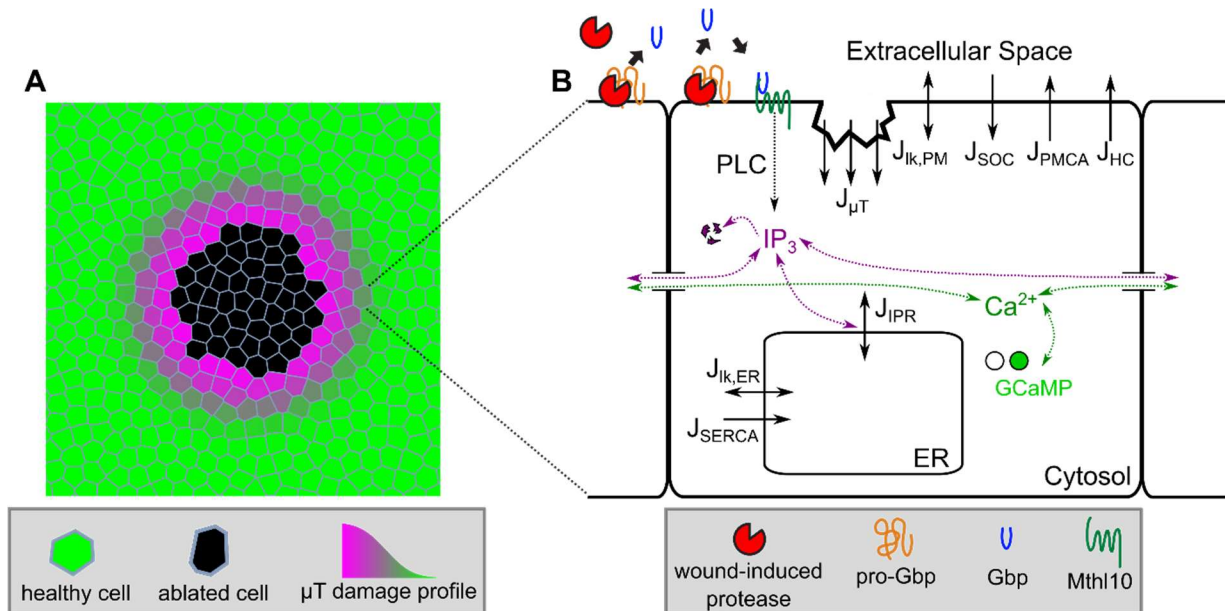 A
B
Extracellular Space
PLC
J_lk,PM
J_SOC
J_PMCA
J_HC
J_μT
IP₃
Ca²⁺
J_IPR
GCaMP
J_lk,ER
J_SERCA
ER
Cytosol
healthy cell
ablated cell
μT damage profile
wound-induced
protease
pro-Gbp
Gbp
Mthl10